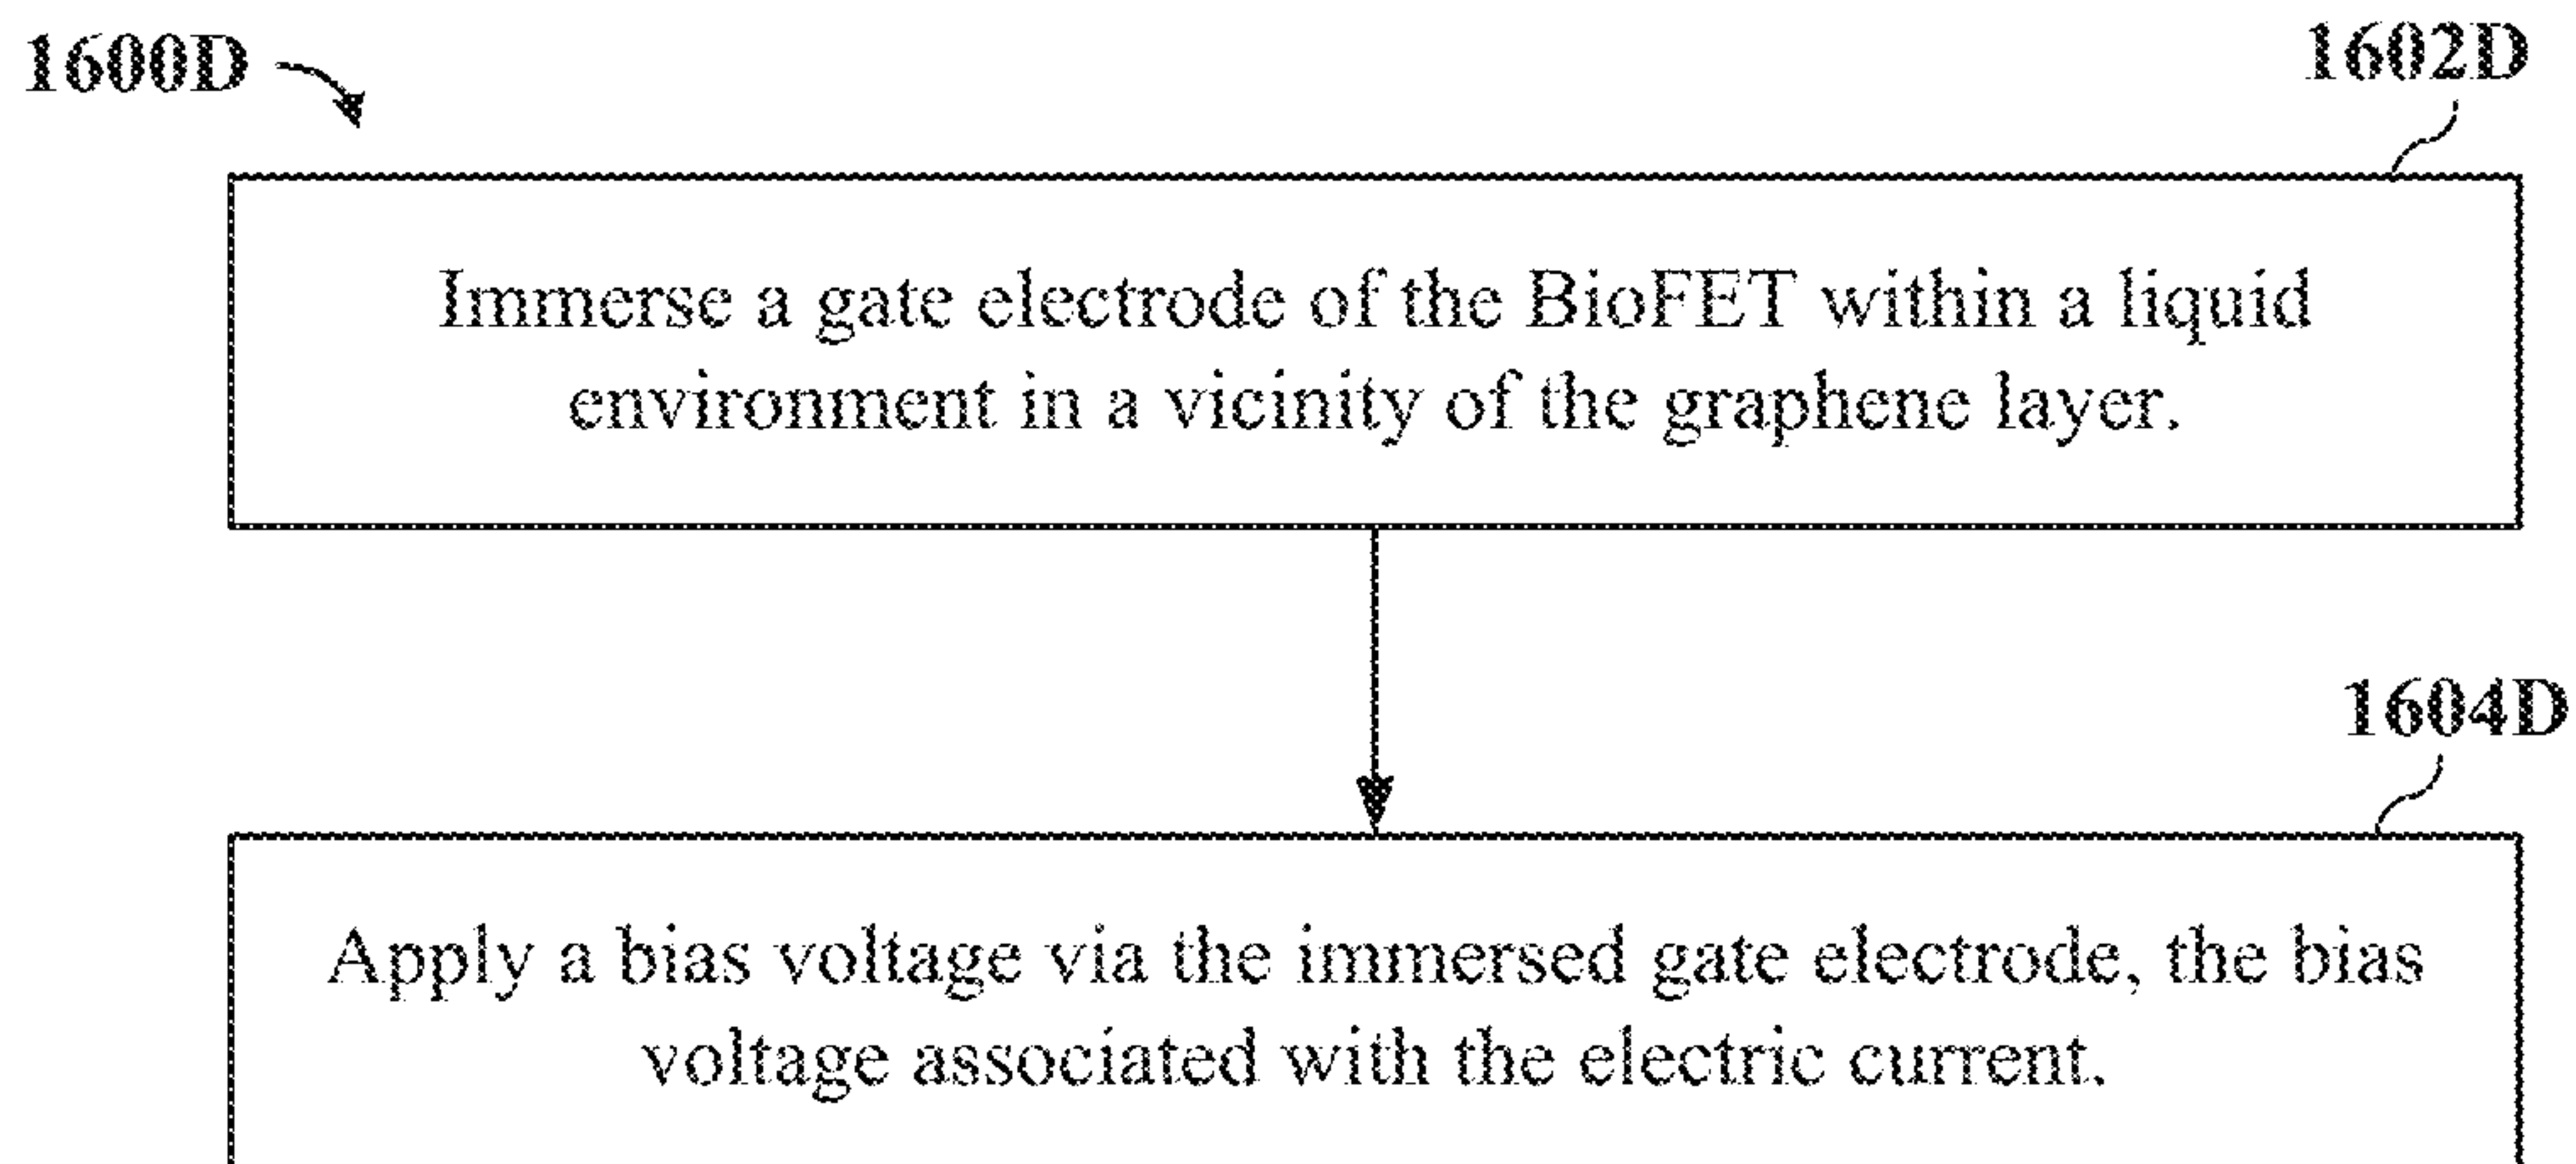 1600D
1602D
Immerse a gate electrode of the BioFET within a liquid
environment in a vicinity of the graphene layer.
1604D
Apply a bias voltage via the immersed gate electrode, the bias
voltage associated with the electric current.